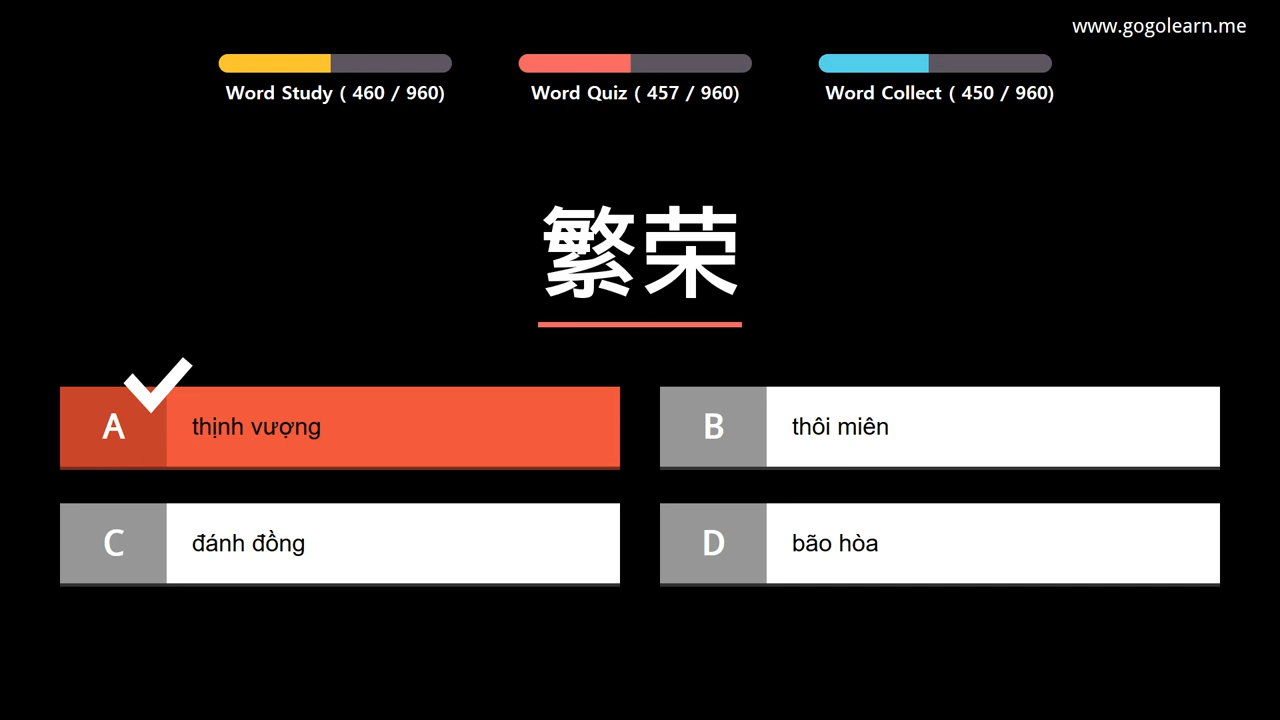 www.gogolearn.me
Word Study ( 460 / 960)
Word Quiz ( 457 / 960)
Word Collect ( 450 / 960)
繁荣
A thịnh vượng
B thôi miên
C đánh đồng
D bão hòa